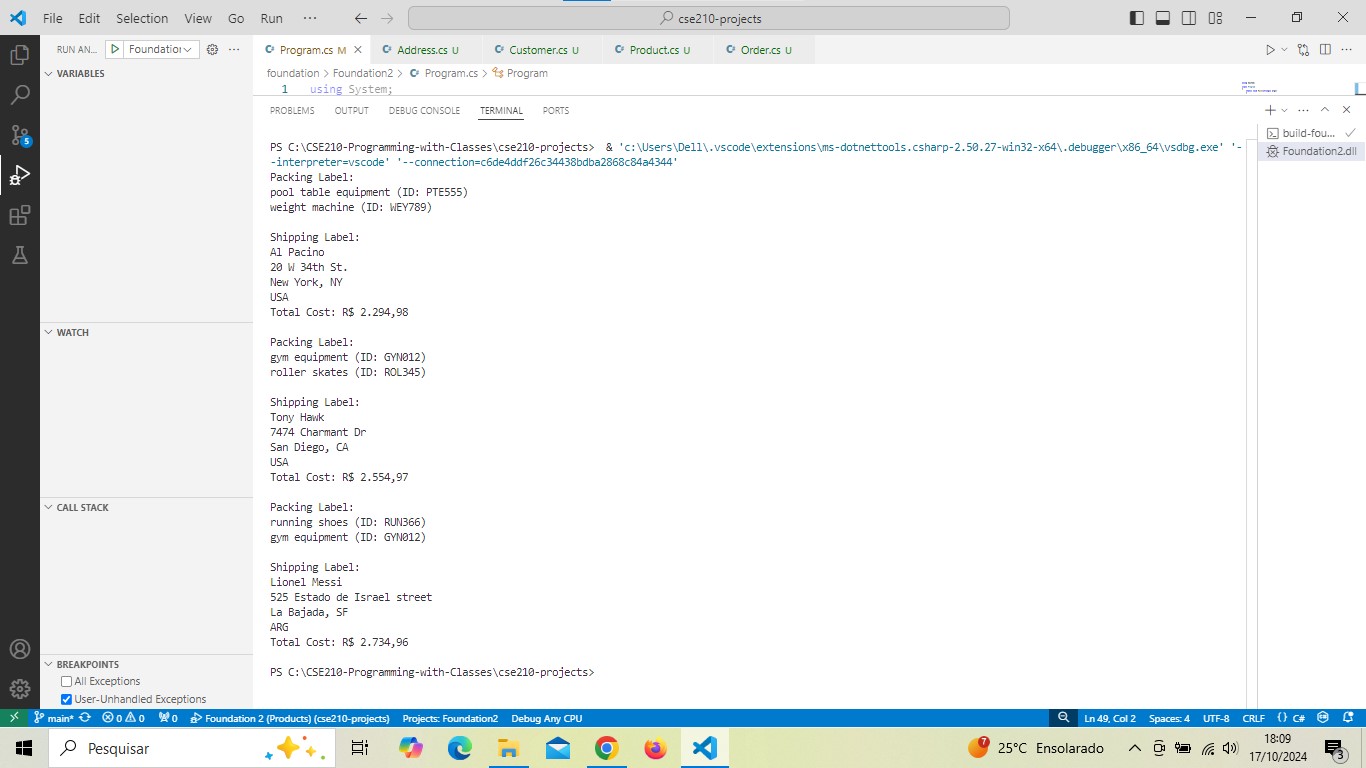 File Edit Selection View Go Run ··· cse210-projects
RUN AN... Foundation ···
Program.cs M Address.cs U Customer.cs U Product.cs U Order.cs U
foundation > Foundation2 > Program.cs > Program
1 using System;
VARIABLES
WATCH
CALL STACK
BREAKPOINTS
All Exceptions
User-Unhandled Exceptions
PROBLEMS OUTPUT DEBUG CONSOLE TERMINAL PORTS
build-fou...
Foundation2.dll
PS C:\CSE210-Programming-with-Classes\cse210-projects> & 'c:\Users\Dell\.vscode\extensions\ms-dotnettools.csharp-2.50.27-win32-x64\.debugger\x86_64\vsdbg.exe' '-
-interpreter=vscode' '--connection=c6de4ddf26c34438bdba2868c84a4344'
Packing Label:
pool table equipment (ID: PTE555)
weight machine (ID: WEY789)
Shipping Label:
Al Pacino
20 W 34th St.
New York, NY
USA
Total Cost: R$ 2.294,98
Packing Label:
gym equipment (ID: GYN012)
roller skates (ID: ROL345)
Shipping Label:
Tony Hawk
7474 Charmant Dr
San Diego, CA
USA
Total Cost: R$ 2.554,97
Packing Label:
running shoes (ID: RUN366)
gym equipment (ID: GYN012)
Shipping Label:
Lionel Messi
525 Estado de Israel street
La Bajada, SF
ARG
Total Cost: R$ 2.734,96
PS C:\CSE210-Programming-with-Classes\cse210-projects>
5
main* 0 0 0 Foundation 2 (Products) (cse210-projects) Projects: Foundation2 Debug Any CPU Ln 49, Col 2 Spaces: 4 UTF-8 CRLF {} C#
Pesquisar 7 25°C Ensolarado 18:09
17/10/2024 3